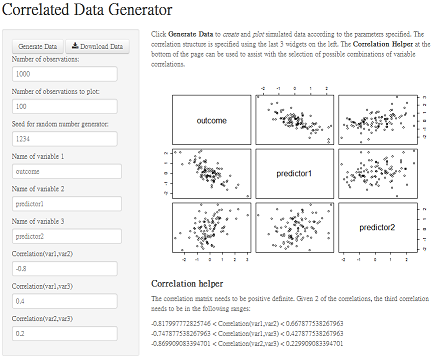 Correlated Data Generator
Generate Data
Download Data
Number of observations:
1000
Number of observations to plot:
100
Seed for random number generator:
1234
Name of variable 1
outcome
Name of variable 2
predictor1
Name of variable 3
predictor2
Correlation(var1,var2)
-0.8
Correlation(var1,var3)
0.4
Correlation(var2,var3)
0.2
Click Generate Data to create and plot simulated data according to the parameters specified. The
correlation structure is specified using the last 3 widgets on the left. The Correlation Helper at the
bottom of the page can be used to assist with the selection of possible combinations of variable
correlations.
outcome
predictor1
predictor2
Correlation helper
The correlation matrix needs to be positive definite. Given 2 of the correlations, the third correlation
needs to be in the following ranges:
-0.817997772825746 < Correlation(var1,var2) < 0.667877538267963
-0.747877538267963 < Correlation(var1,var3) < 0.427877538267963
-0.869909083394701 < Correlation(var2,var3) < 0.229909083394701